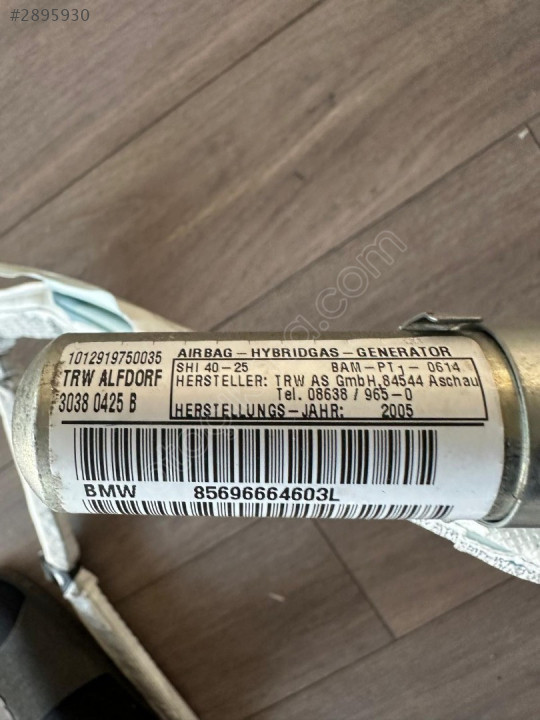 #2895930
1012919750035
TRW ALFDORF
3038 0425 B
AIRBAG-HYBRIDGAS-GENERATOR
SHI 40-25 BAM-PT1-0614
HERSTELLER: TRW AS GmbH,84544 Aschau
Tel. 08638 / 965-0
HERSTELLUNGS-JAHR: 2005
BMW 85696664603L